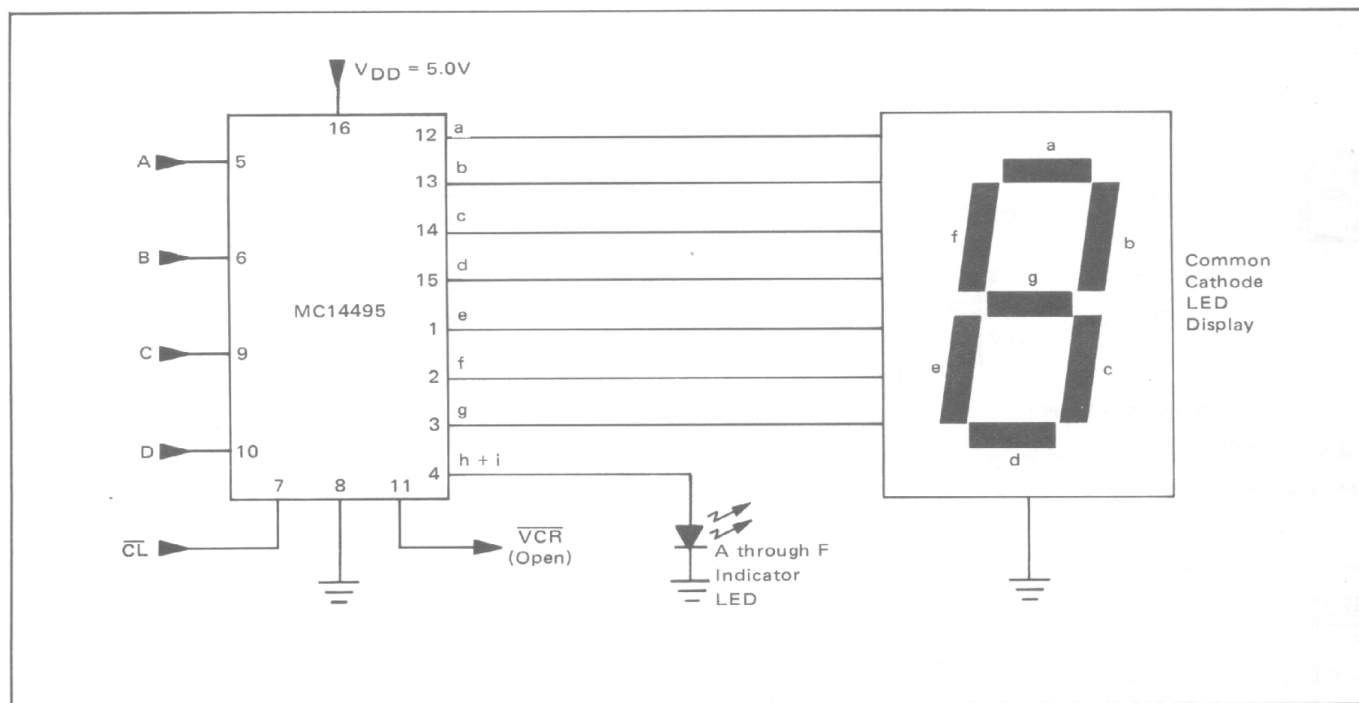 VDD = 5.0V
16
A
5
B
6
C
9
D
10
MC14495
12
a
13
b
14
c
15
d
1
e
2
f
3
g
4
h + i
7
8
11
CL
VCR
(Open)
A through F
Indicator
LED
a
f
b
g
e
c
d
Common
Cathode
LED
Display